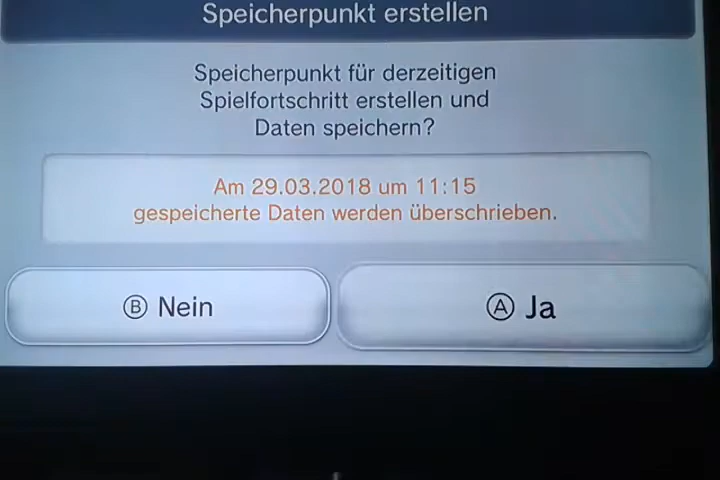 Speicherpunkt erstellen
Speicherpunkt für derzeitigen
Spielfortschritt erstellen und
Daten speichern?
Am 29.03.2018 um 11:15
gespeicherte Daten werden überschrieben.
Ⓑ Nein
Ⓐ Ja